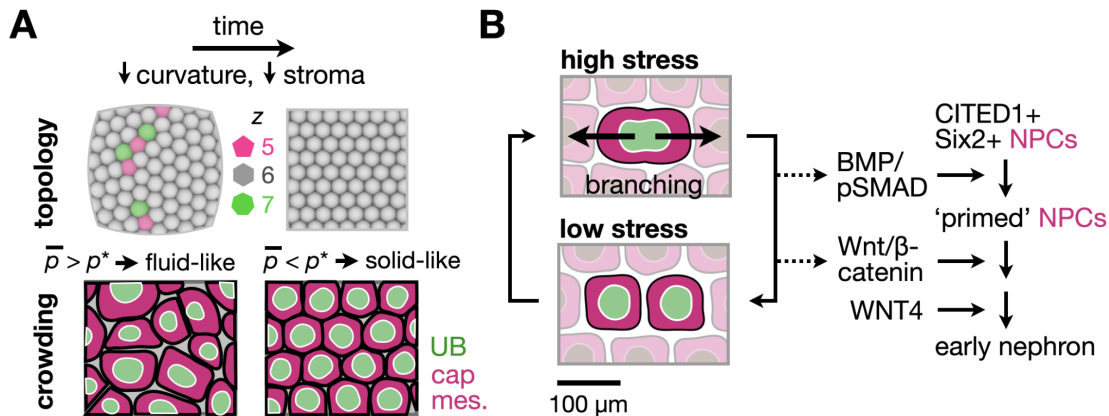 A
time
↓ curvature, ↓ stroma
topology
z
5
6
7
p̅ > p* → fluid-like
p̅ < p* → solid-like
crowding
UB
cap
mes.
B
high stress
branching
low stress
100 µm
CITED1+
Six2+ NPCs
BMP/
pSMAD
'primed' NPCs
Wnt/β-
catenin
WNT4
early nephron